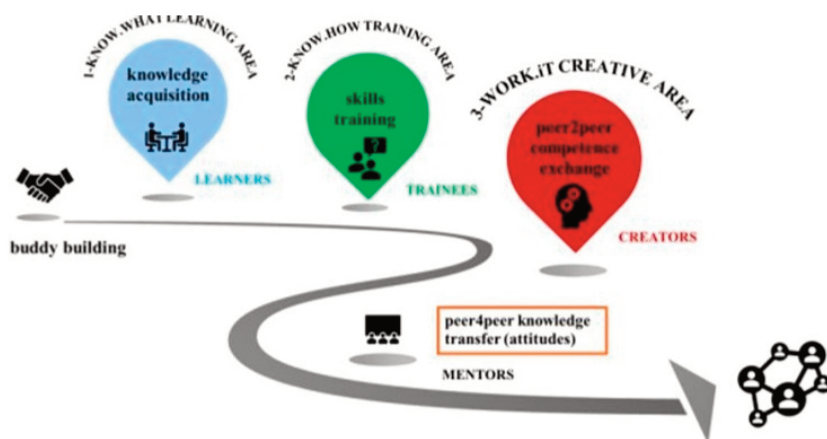 1-KNOW.WHAT LEARNING AREA
knowledge
acquisition
LEARNERS
2-KNOW.HOW TRAINING AREA
skills
training
?
TRAINEES
3-WORK.iT CREATIVE AREA
peer2peer
competence
exchange
CREATORS
buddy building
peer4peer knowledge
transfer (attitudes)
MENTORS